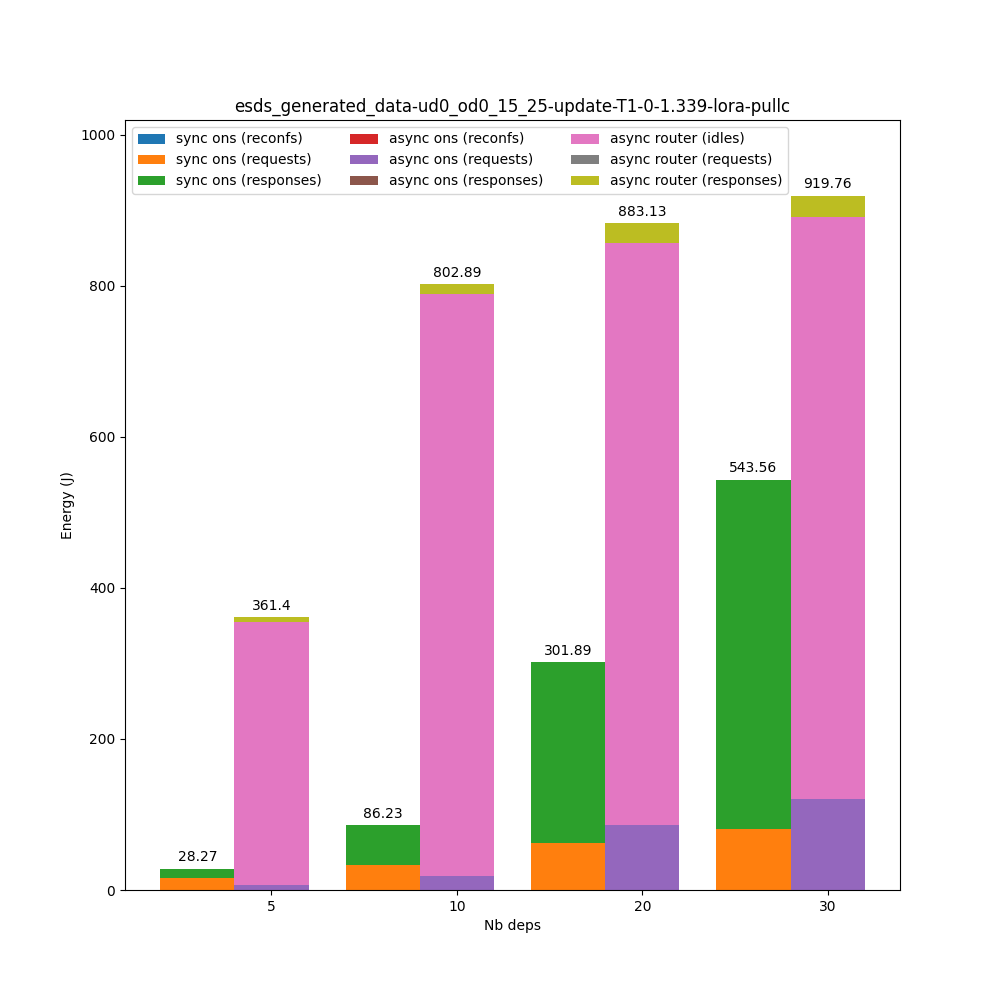 esds_generated_data-ud0_od0_15_25-update-T1-0-1.339-lora-pullc
sync ons (reconfs) async ons (reconfs) async router (idles)
sync ons (requests) async ons (requests) async router (requests)
sync ons (responses) async ons (responses) async router (responses)
1000
919.76
883.13
802.89
800
600
543.56
Energy (J)
400
361.4
301.89
200
86.23
28.27
0
5 10 20 30
Nb deps